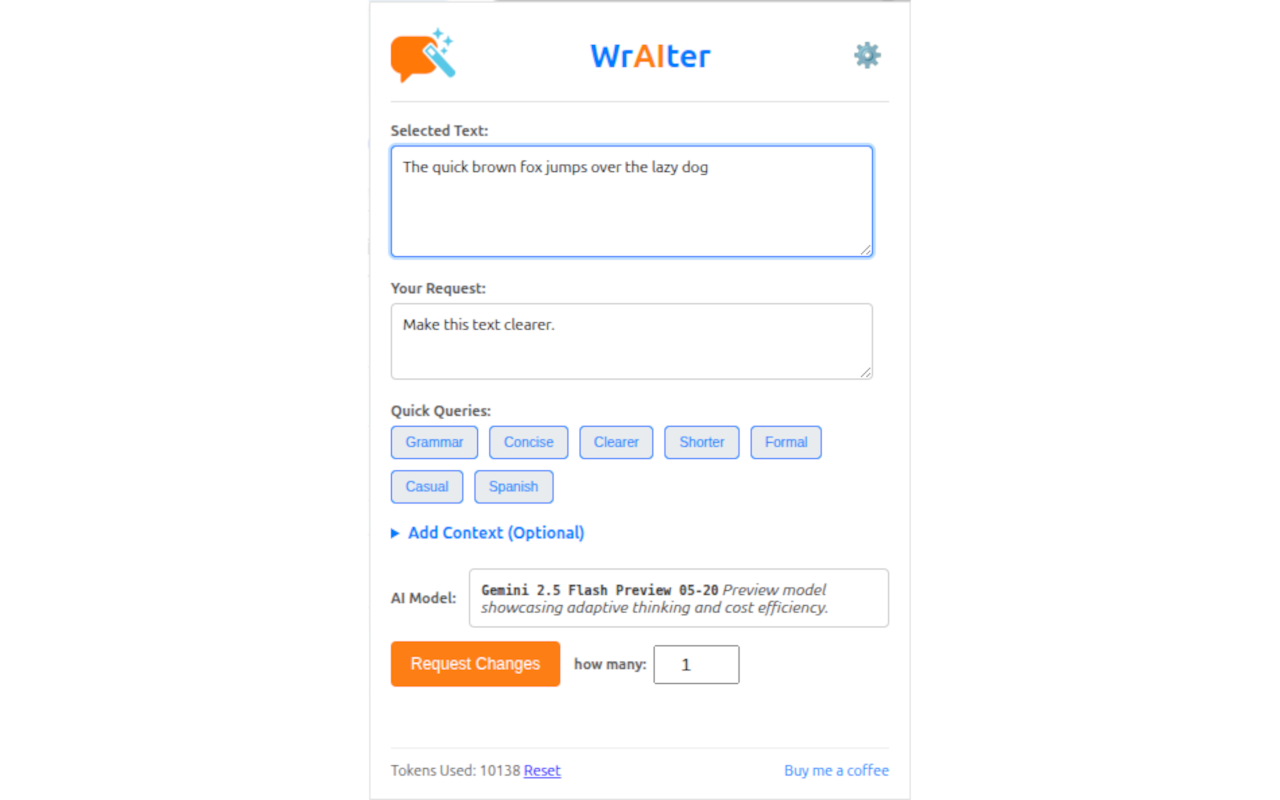 WrAIter
Selected Text:
The quick brown fox jumps over the lazy dog
Your Request:
Make this text clearer.
Quick Queries:
Grammar Concise Clearer Shorter Formal
Casual Spanish
Add Context (Optional)
AI Model: Gemini 2.5 Flash Preview 05-20 Preview model
showcasing adaptive thinking and cost efficiency.
Request Changes how many: 1
Tokens Used: 10138 Reset Buy me a coffee